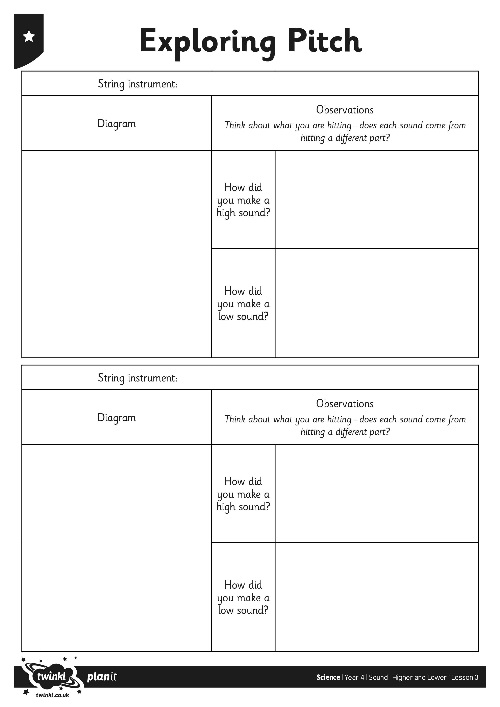 Exploring Pitch
String instrument:
Diagram
Observations
Think about what you are hitting - does each sound come from
hitting a different part?
How did
you make a
high sound?
How did
you make a
low sound?
String instrument:
Diagram
Observations
Think about what you are hitting - does each sound come from
hitting a different part?
How did
you make a
high sound?
How did
you make a
low sound?
twinkl planit
twinkl.co.uk
Science | Year 4 | Sound | Higher and Lower | Lesson 3